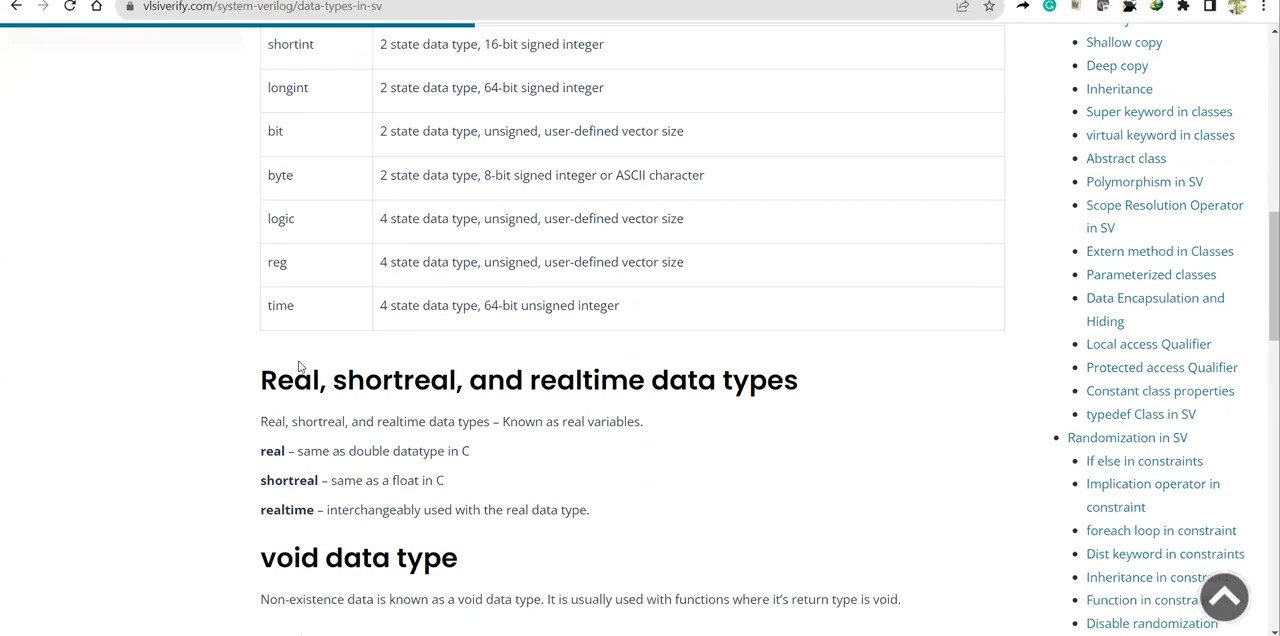 vlsiverify.com/system-verilog/data-types-in-sv
shortint 2 state data type, 16-bit signed integer
longint 2 state data type, 64-bit signed integer
bit 2 state data type, unsigned, user-defined vector size
byte 2 state data type, 8-bit signed integer or ASCII character
logic 4 state data type, unsigned, user-defined vector size
reg 4 state data type, unsigned, user-defined vector size
time 4 state data type, 64-bit unsigned integer
Real, shortreal, and realtime data types
Real, shortreal, and realtime data types – Known as real variables.
real – same as double datatype in C
shortreal – same as a float in C
realtime – interchangeably used with the real data type.
void data type
Non-existence data is known as a void data type. It is usually used with functions where it's return type is void.
Shallow copy
Deep copy
Inheritance
Super keyword in classes
virtual keyword in classes
Abstract class
Polymorphism in SV
Scope Resolution Operator
in SV
Extern method in Classes
Parameterized classes
Data Encapsulation and
Hiding
Local access Qualifier
Protected access Qualifier
Constant class properties
typedef Class in SV
Randomization in SV
If else in constraints
Implication operator in
constraint
foreach loop in constraint
Dist keyword in constraints
Inheritance in
Function in
Disable randomization